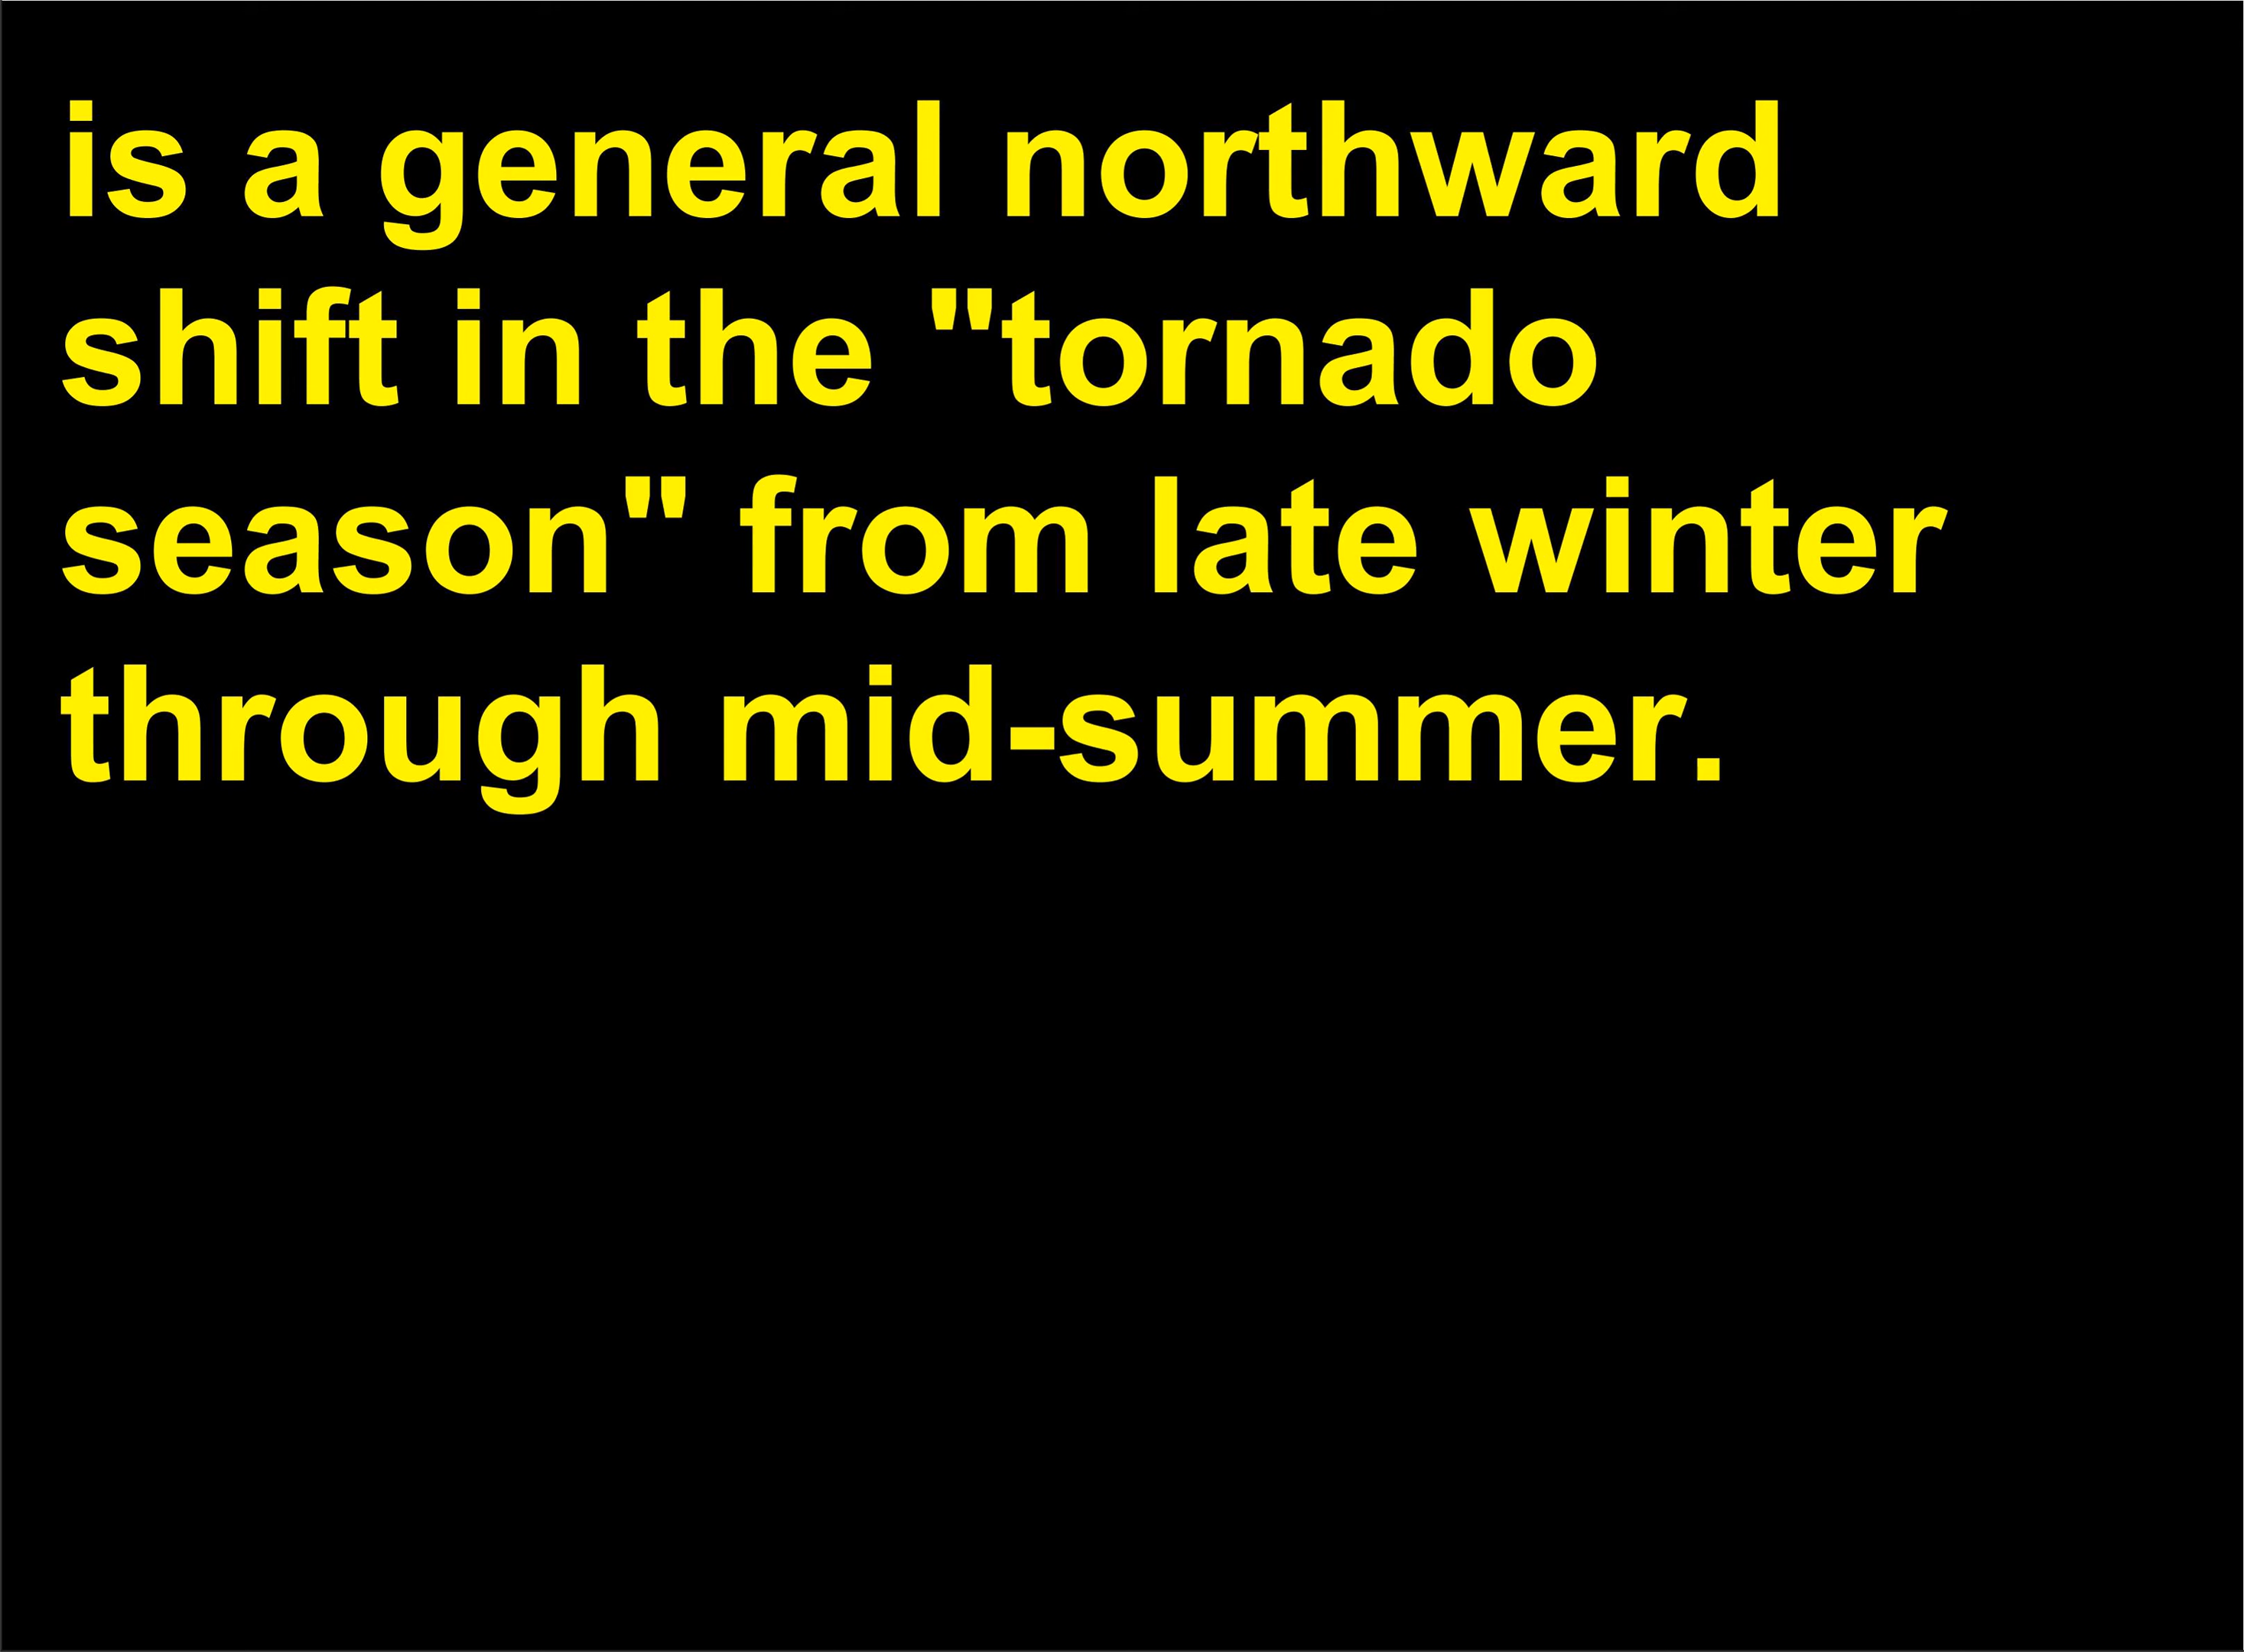 is a general northward
shift in the "tornado
season" from late winter
through mid-summer.